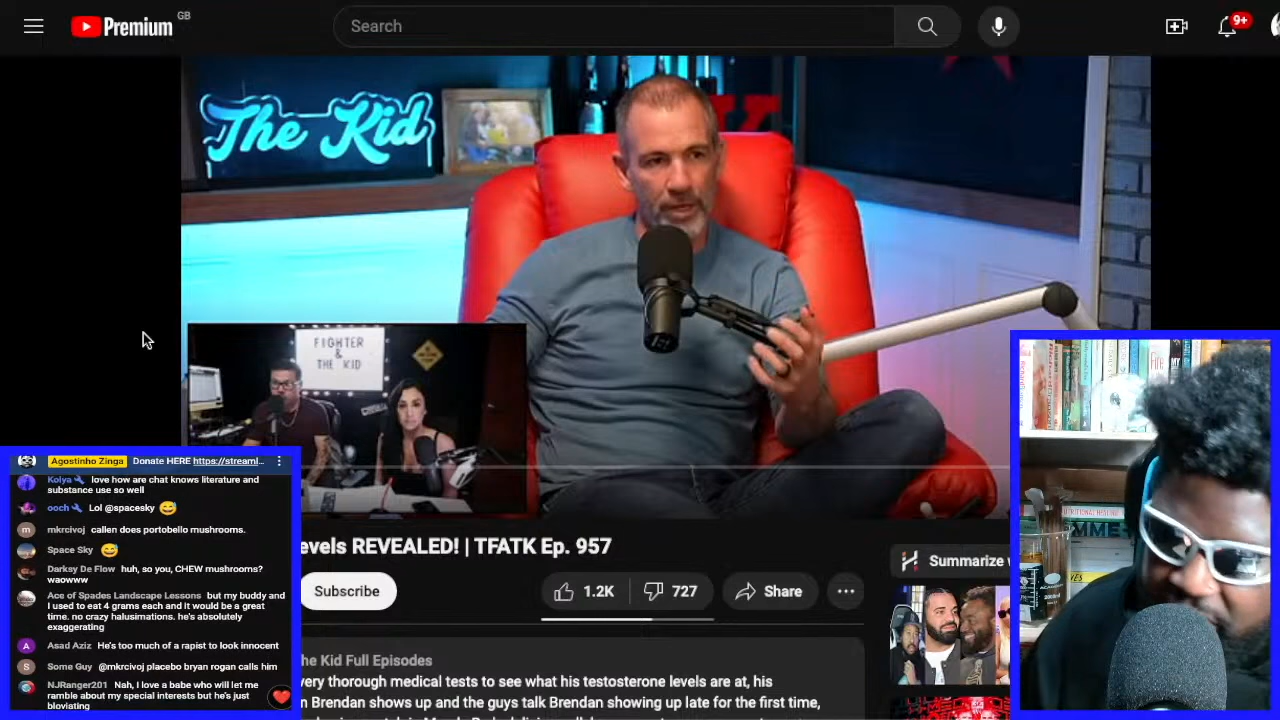 Premium GB
Search
9+
The Kid
FIGHTER
&
THE KID
Agostinho Zinga Donate HERE https://streaml...
Kolya love how are chat knows literature and
substance use so well
ooch Lol @spacesky
mkrcivoj callen does portobello mushrooms.
Space Sky
Darksy De Flow huh, so you, CHEW mushrooms?
waowww
Ace of Spades Landscape Lessons but my buddy and
I used to eat 4 grams each and it would be a great
time. no crazy halusimations. he's absolutely
exaggerating
Asad Aziz He's too much of a rapist to look innocent
Some Guy @mkrcivoj placebo bryan rogan calls him
NJRanger201 Nah, I love a babe who will let me
ramble about my special interests but he's just
bloviating
evels REVEALED! | TFATK Ep. 957
Subscribe
1.2K
727
Share
Summarize
he Kid Full Episodes
very thorough medical tests to see what his testosterone levels are at, his
n Brendan shows up and the guys talk Brendan showing up late for the first time,